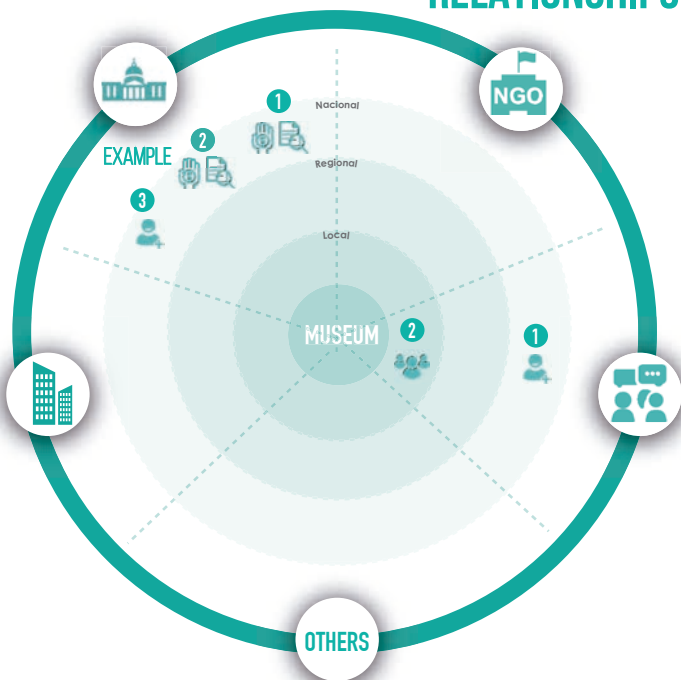 RELATIONSHIPS
NGO
1
Nacional
2
EXAMPLE
Regional
3
Local
MUSEUM
2
1
OTHERS